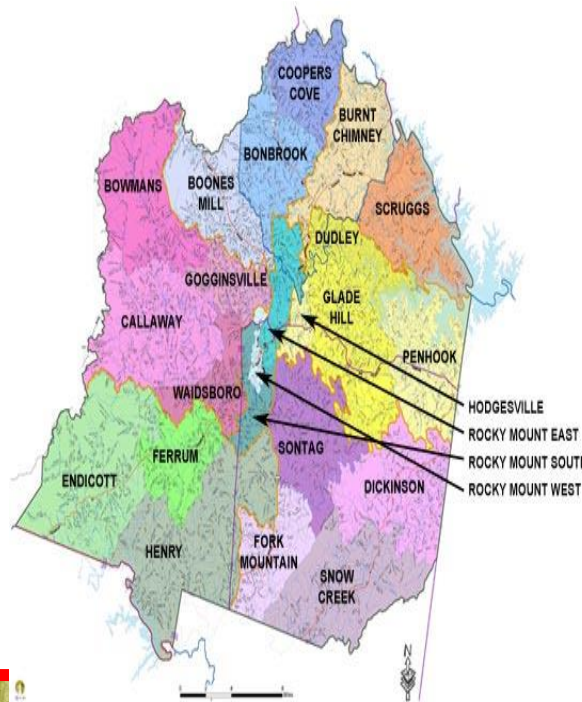 COOPERS
COVE
BURNT
CHIMNEY
BONBROOK
BOWMANS
BOONES
MILL
SCRUGGS
DUDLEY
GOGGINSVILLE
GLADE
HILL
CALLAWAY
PENHOOK
WAIDSBORO
HODGESVILLE
ROCKY MOUNT EAST
ROCKY MOUNT SOUTH
ROCKY MOUNT WEST
SONTAG
FERRUM
ENDICOTT
DICKINSON
HENRY
FORK
MOUNTAIN
SNOW
CREEK
N